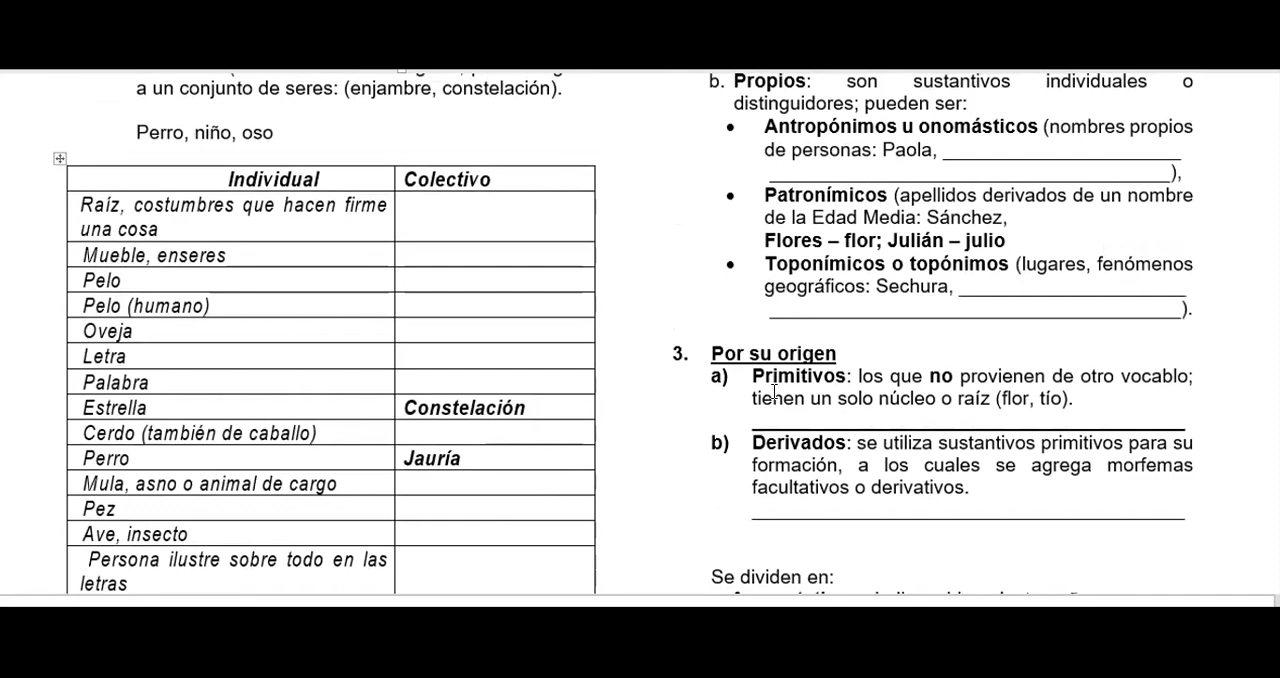 a un conjunto de seres: (enjambre, constelación).
Perro, niño, oso
Individual Colectivo
Raíz, costumbres que hacen firme
una cosa
Mueble, enseres
Pelo
Pelo (humano)
Oveja
Letra
Palabra
Estrella Constelación
Cerdo (también de caballo)
Perro Jauría
Mula, asno o animal de cargo
Pez
Ave, insecto
Persona ilustre sobre todo en las
letras
b. Propios: son sustantivos individuales o
distinguidores; pueden ser:
• Antropónimos u onomásticos (nombres propios
de personas: Paola, ____________________
____________________),
• Patronímicos (apellidos derivados de un nombre
de la Edad Media: Sánchez,
Flores – flor; Julián – julio
• Toponímicos o topónimos (lugares, fenómenos
geográficos: Sechura, ____________________
____________________).
3. Por su origen
a) Primitivos: los que no provienen de otro vocablo;
tienen un solo núcleo o raíz (flor, tío).
b) Derivados: se utiliza sustantivos primitivos para su
formación, a los cuales se agrega morfemas
facultativos o derivativos.
Se dividen en: